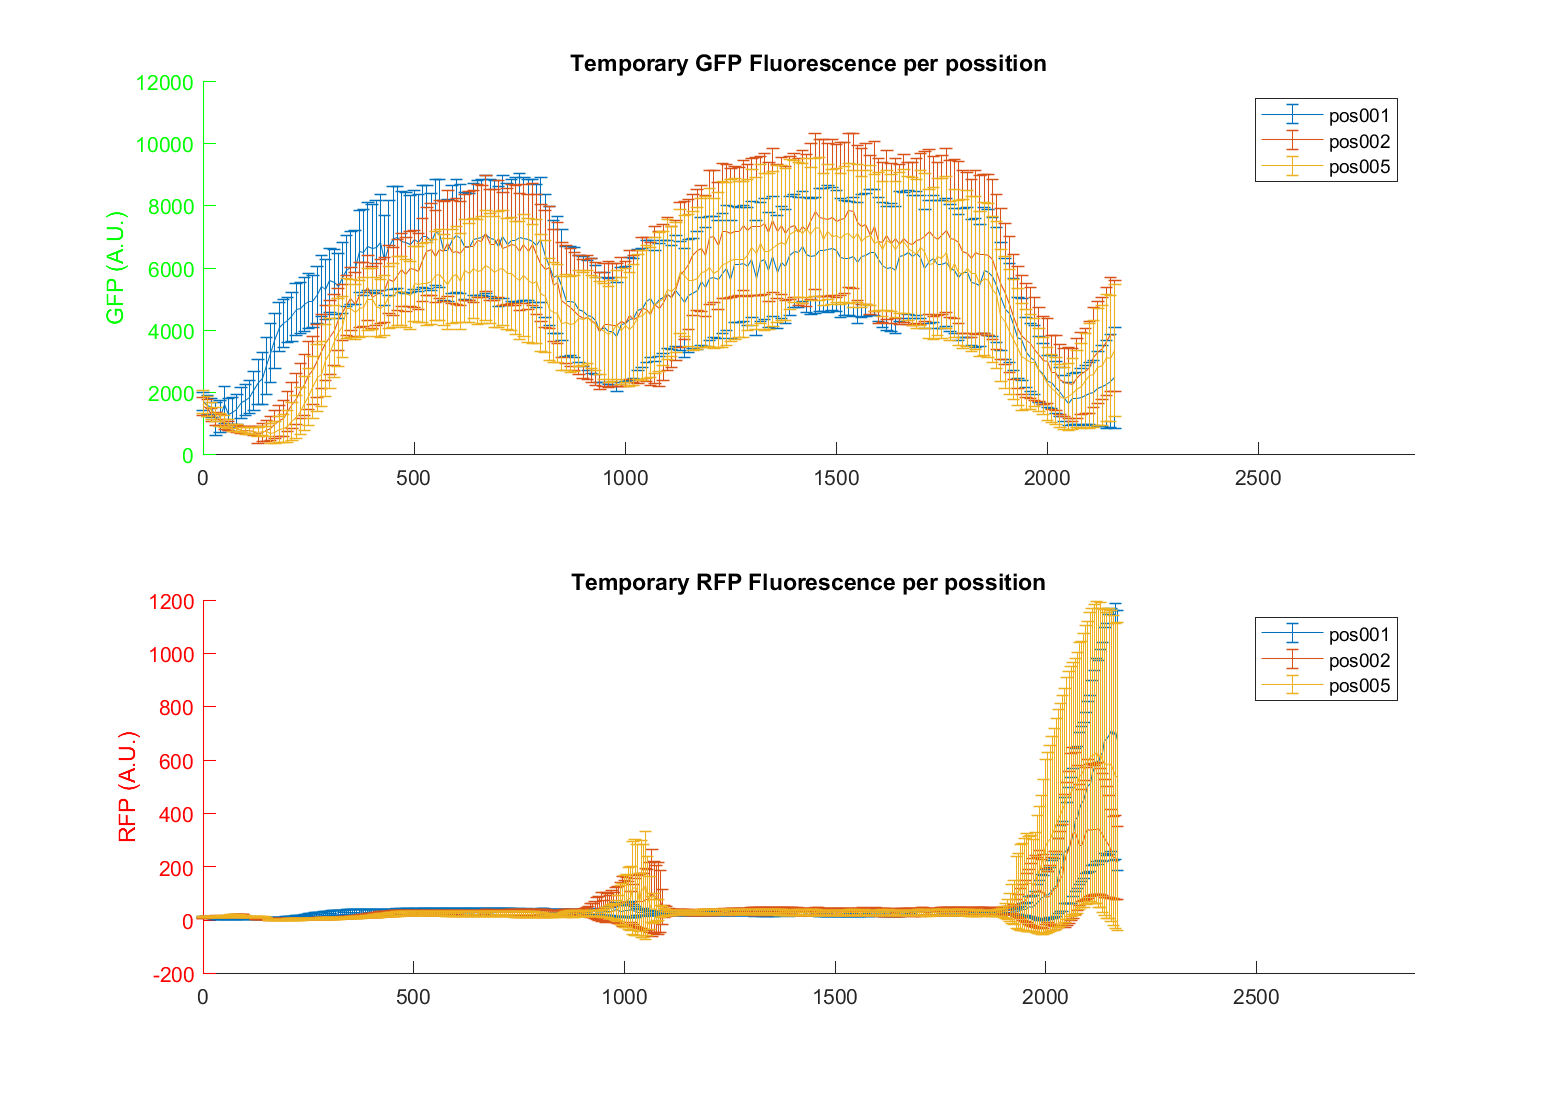 Temporary GFP Fluorescence per possition
GFP (A.U.)
12000
10000
8000
6000
4000
2000
0
0 500 1000 1500 2000 2500
pos001
pos002
pos005
Temporary RFP Fluorescence per possition
RFP (A.U.)
1200
1000
800
600
400
200
0
-200
0 500 1000 1500 2000 2500
pos001
pos002
pos005